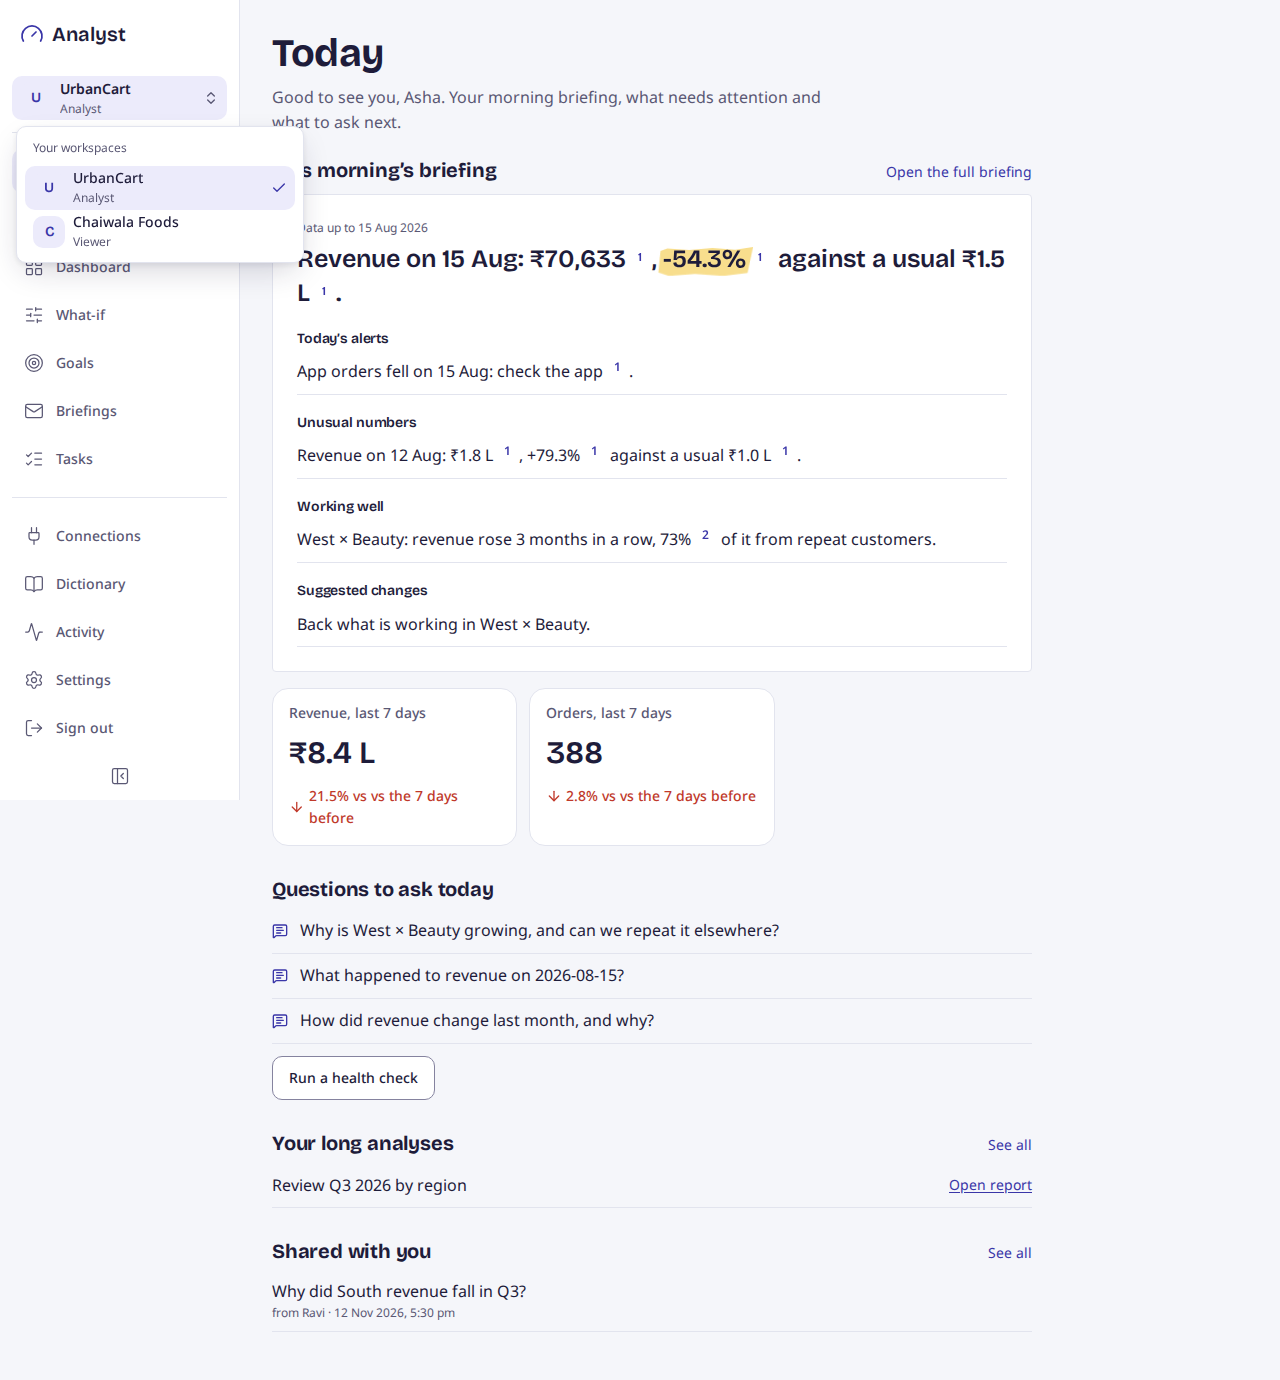 Analyst
U
UrbanCart
Analyst
Your workspaces
U
UrbanCart
Analyst
C
Chaiwala Foods
Viewer
Dashboard
What-if
Goals
Briefings
Tasks
Connections
Dictionary
Activity
Settings
Sign out
Today
Good to see you, Asha. Your morning briefing, what needs attention and
what to ask next.
s morning's briefing
Open the full briefing
Data up to 15 Aug 2026
Revenue on 15 Aug: ₹70,633 1 , -54.3% 1 against a usual ₹1.5
L 1 .
Today's alerts
App orders fell on 15 Aug: check the app 1 .
Unusual numbers
Revenue on 12 Aug: ₹1.8 L 1 , +79.3% 1 against a usual ₹1.0 L 1 .
Working well
West × Beauty: revenue rose 3 months in a row, 73% 2 of it from repeat customers.
Suggested changes
Back what is working in West × Beauty.
Revenue, last 7 days
₹8.4 L
21.5% vs vs the 7 days
before
Orders, last 7 days
388
2.8% vs vs the 7 days before
Questions to ask today
Why is West × Beauty growing, and can we repeat it elsewhere?
What happened to revenue on 2026-08-15?
How did revenue change last month, and why?
Run a health check
Your long analyses
See all
Review Q3 2026 by region
Open report
Shared with you
See all
Why did South revenue fall in Q3?
from Ravi · 12 Nov 2026, 5:30 pm